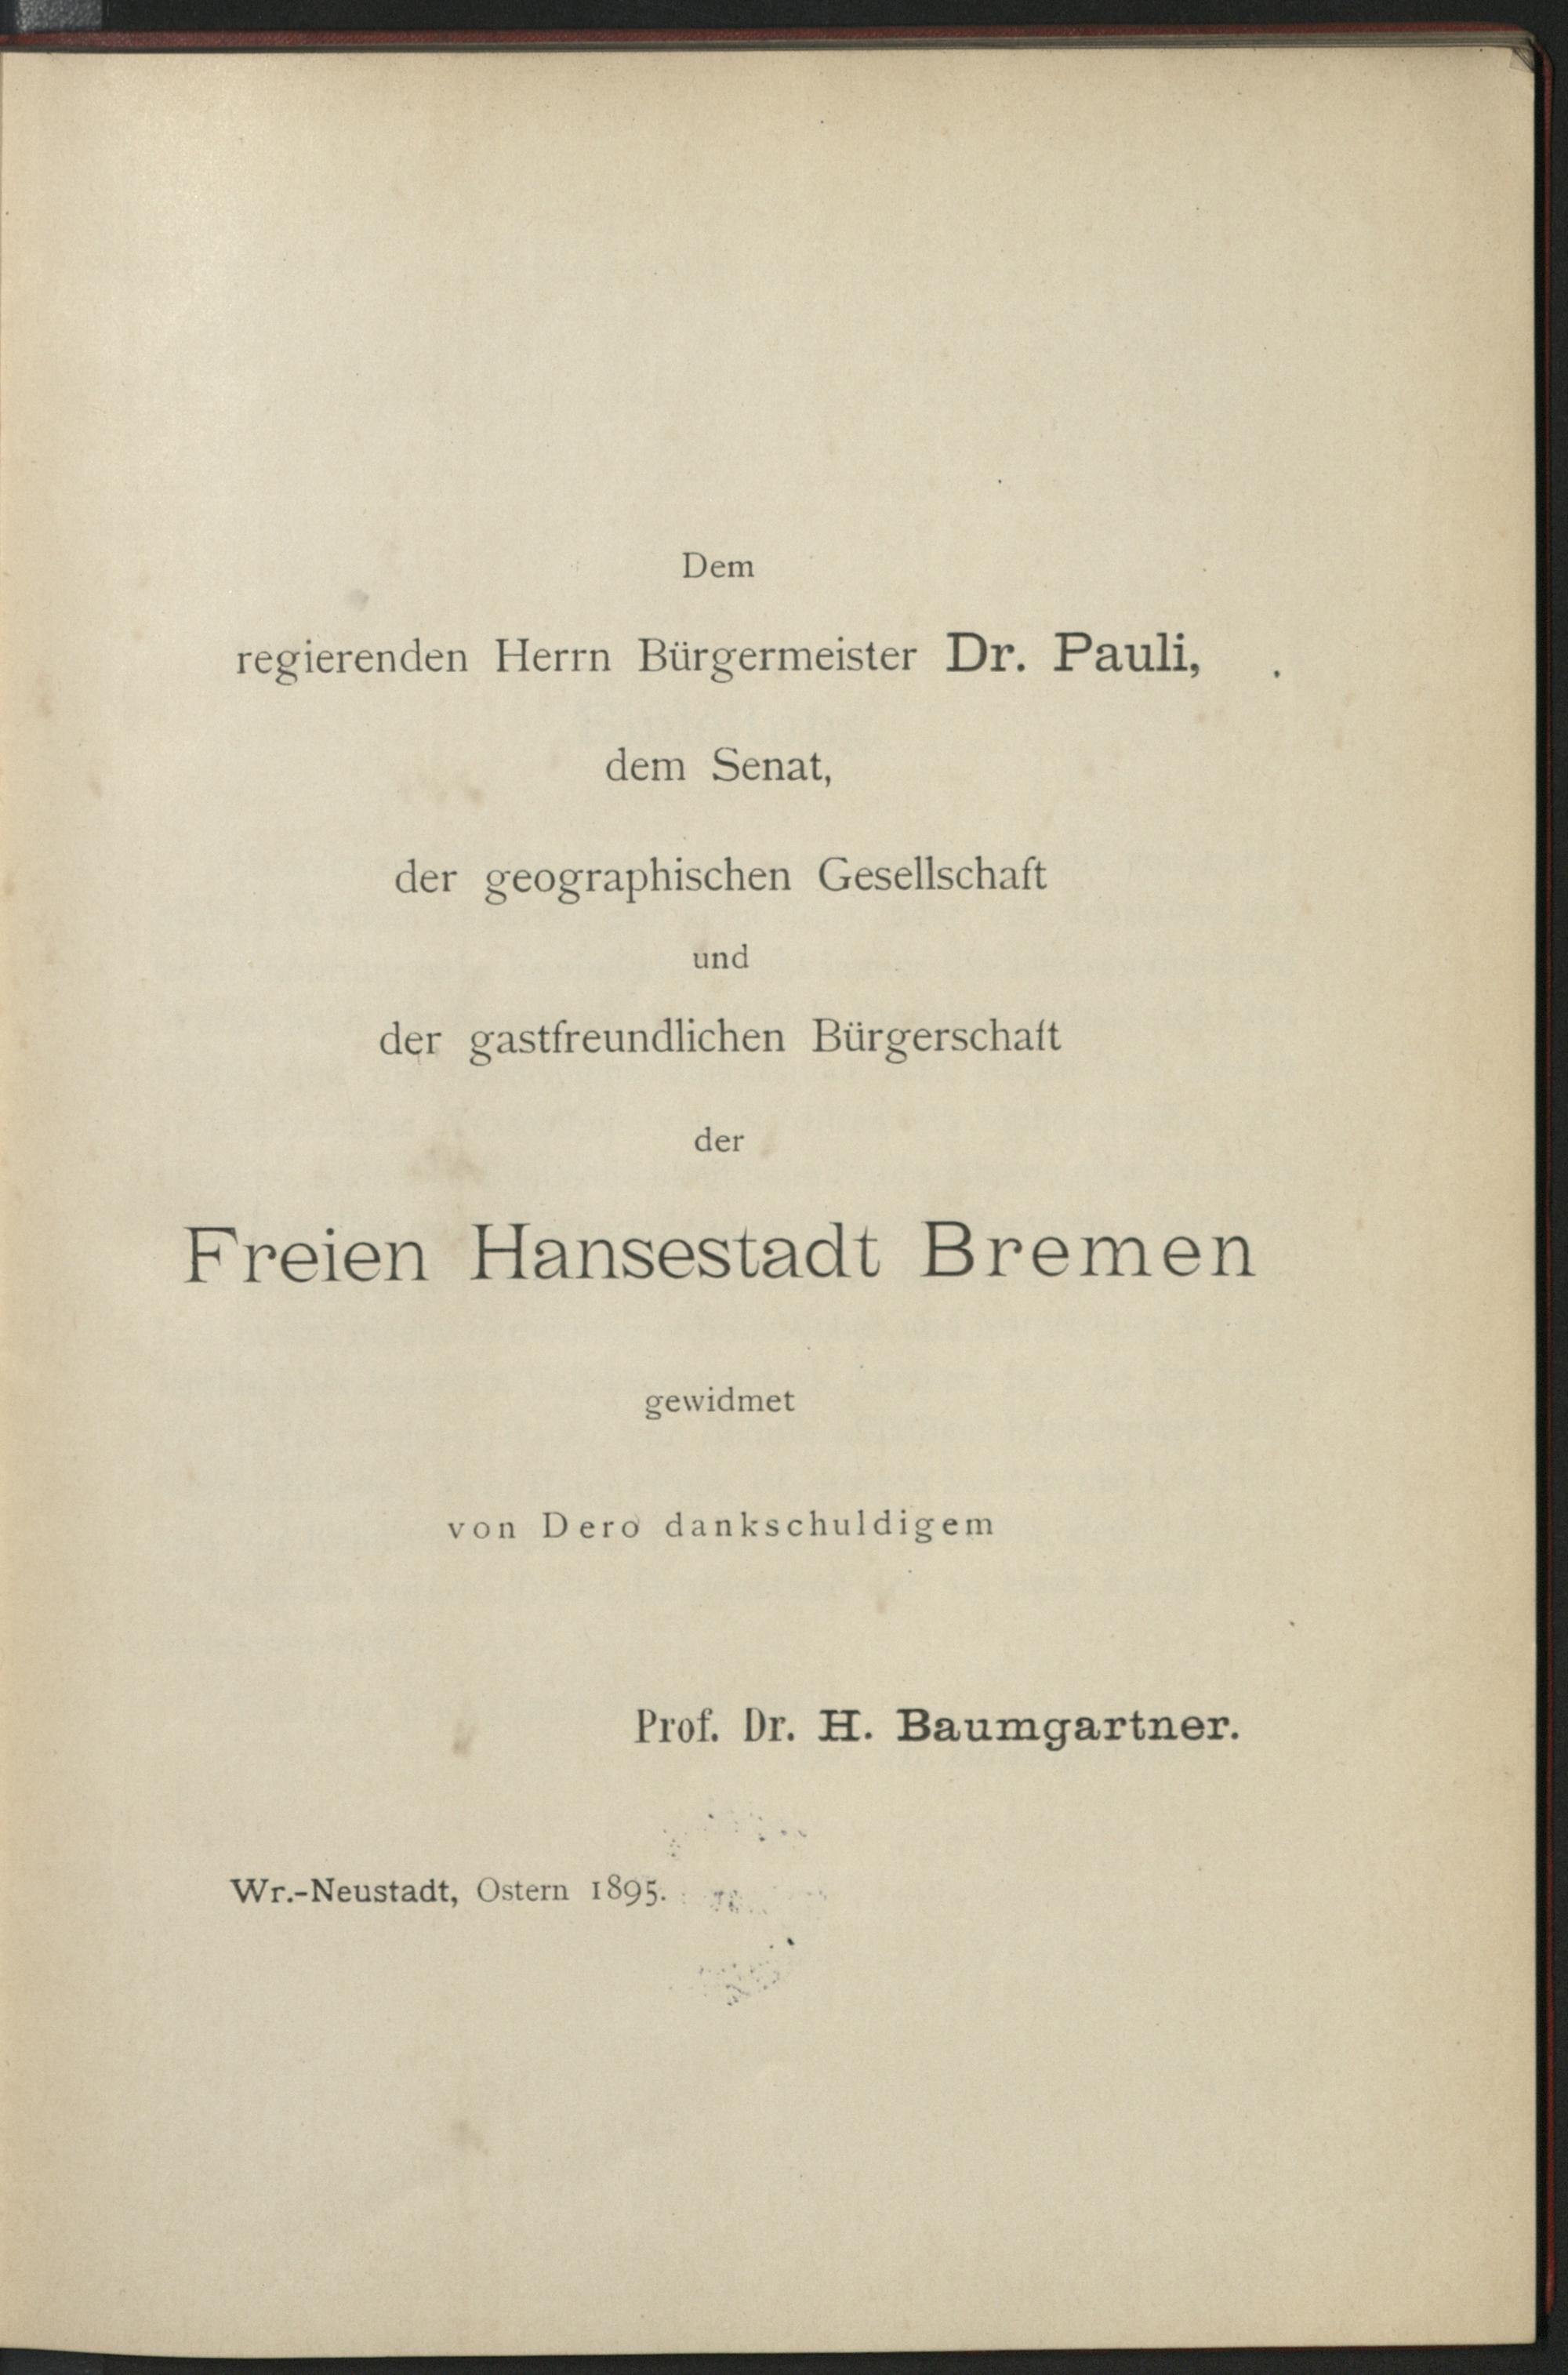 Dem
regierenden Herrn Bürgermeister Dr. Pauli,
dem Senat,
der geographischen Gesellschaft
und
der gastfreundlichen Bürgerschaft
der
Freien Hansestadt Bremen
gewidmet
von Dero dankschuldigem
Prof. Dr. H. Baumgartner.
Wr.-Neustadt, Ostern 1895.